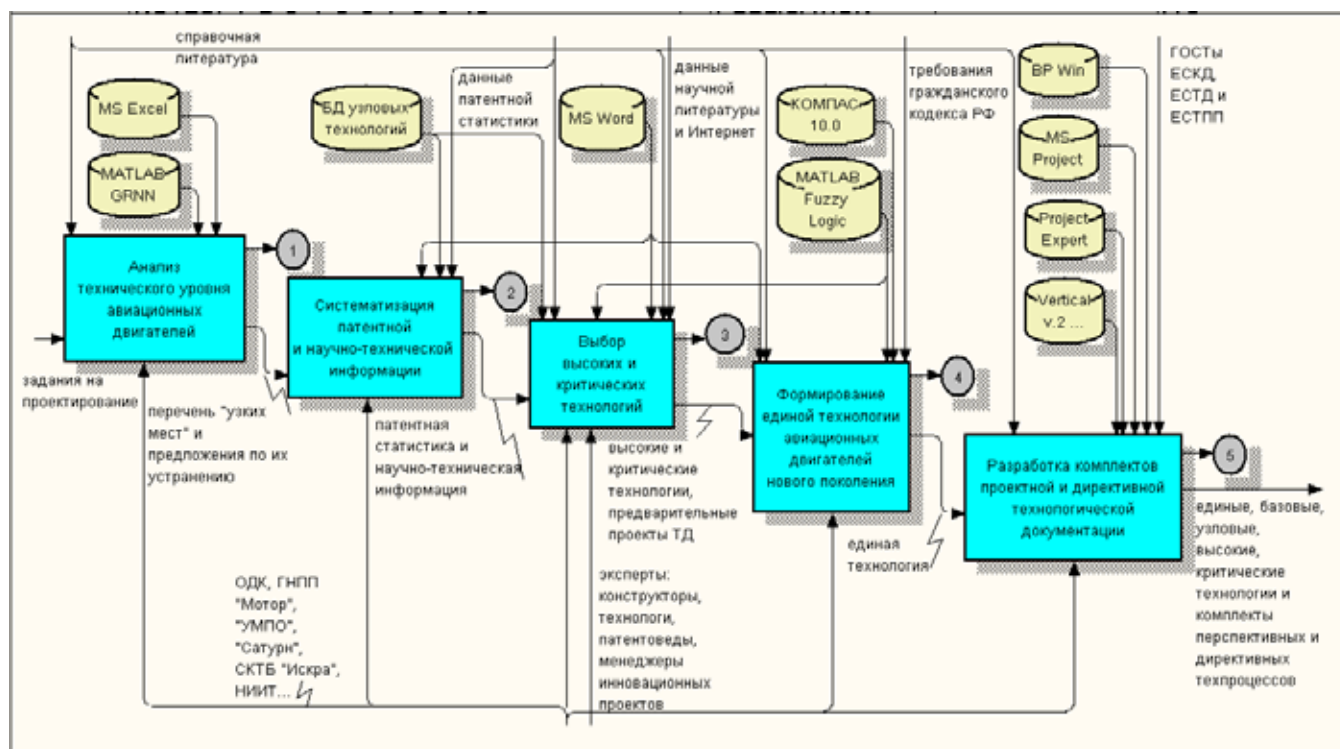 справочная
литература
MS Excel
MATLAB
GRNN
БД узловых
технологий
данные
патентной
статистики
MS Word
данные
научной
литературы
и Интернет
КОМПАС
10.0
MATLAB
Fuzzy
Logic
требования
гражданского
кодекса РФ
BP Win
MS
Project
Project
Expert
Vertical
v.2 ...
ГОСТы
ЕСКД,
ЕСТД и
ЕСТПП
Анализ
технического уровня
авиационных
двигателей
1
Систематизация
патентной
и научно-технической
информации
2
Выбор
высоких и
критических
технологий
3
Формирование
единой технологии
авиационных
двигателей
нового поколения
4
Разработка комплектов
проектной и директивной
технологической
документации
5
задания на
проектирование
перечень "узких
мест" и
предложения по их
устранению
патентная
статистика и
научно-техническая
информация
высокие и
критические
технологии,
предварительные
проекты ТД
единая
технология
единые, базовые,
узловые,
высокие,
критические
технологии и
комплекты
перспективных и
директивных
техпроцессов
ОДК, ГНПП
"Мотор",
"УМПО",
"Сатурн",
СКТБ "Искра",
НИИТ...
эксперты:
конструкторы,
технологи,
патентоведы,
менеджеры
инновационных
проектов